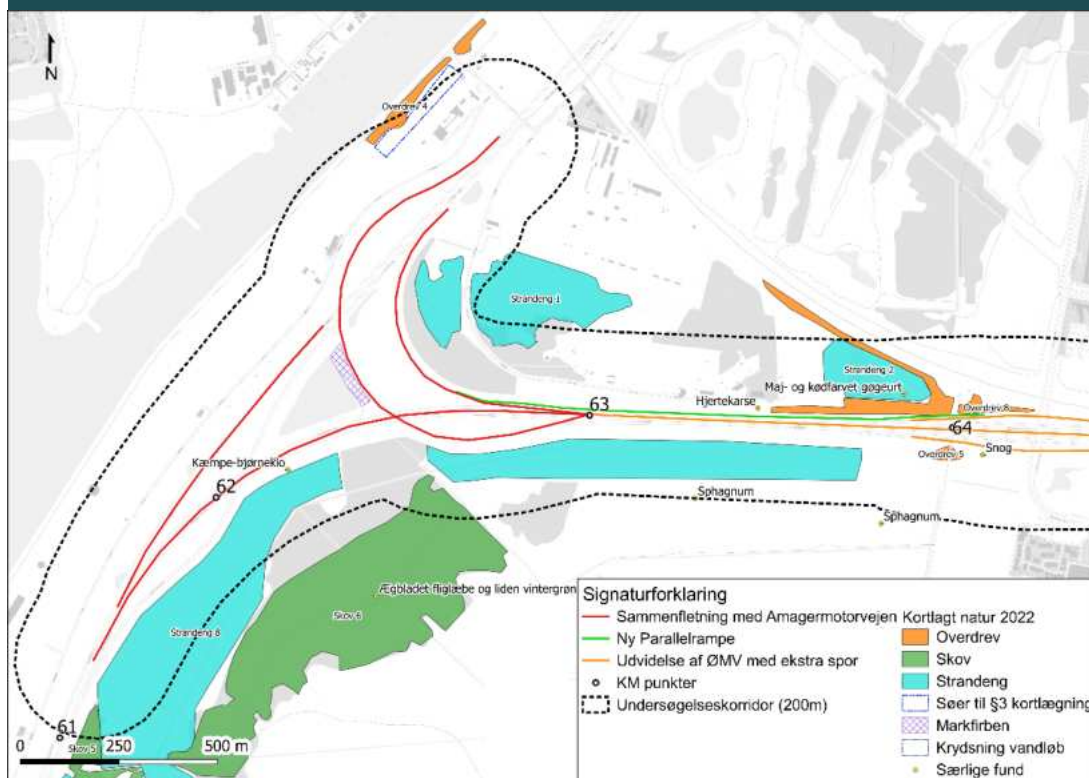 N
Overdrev 4
Strandeng 1
Strandeng 2
Maj- og kødfarvet gøgeurt
Hjertekarse
Overdrev 8
63
64
Overdrev 5
Snog
Kæmpe-bjørneklo
62
Sphagnum
Sphagnum
Ægbladet fliglæbe og liden vintergrøn
Skov 6
Strandeng 8
61
Skov 5
0 250 500 m
Signaturforklaring
Sammenfletning med Amagermotorvejen
Ny Parallelrampe
Udvidelse af ØMV med ekstra spor
KM punkter
Undersøgelseskorridor (200m)
Kortlagt natur 2022
Overdrev
Skov
Strandeng
Søer til §3 kortlægning
Markfirben
Krydsning vandløb
Særlige fund